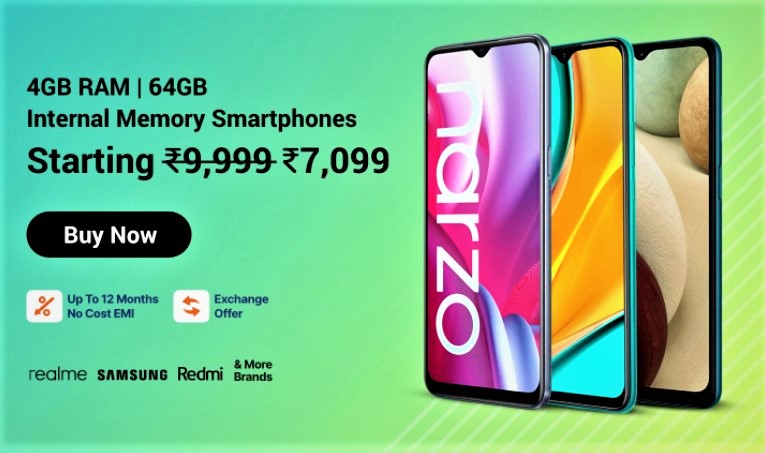 4GB RAM | 64GB
Internal Memory Smartphones
Starting ₹9,999 ₹7,099
Buy Now
Up To 12 Months
No Cost EMI
Exchange
Offer
realme SAMSUNG Redmi & More
Brands
narzo